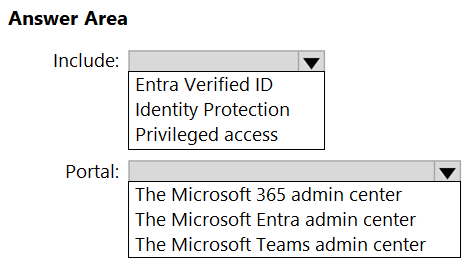 Answer Area
Include:
Entra Verified ID
Identity Protection
Privileged access
Portal:
The Microsoft 365 admin center
The Microsoft Entra admin center
The Microsoft Teams admin center